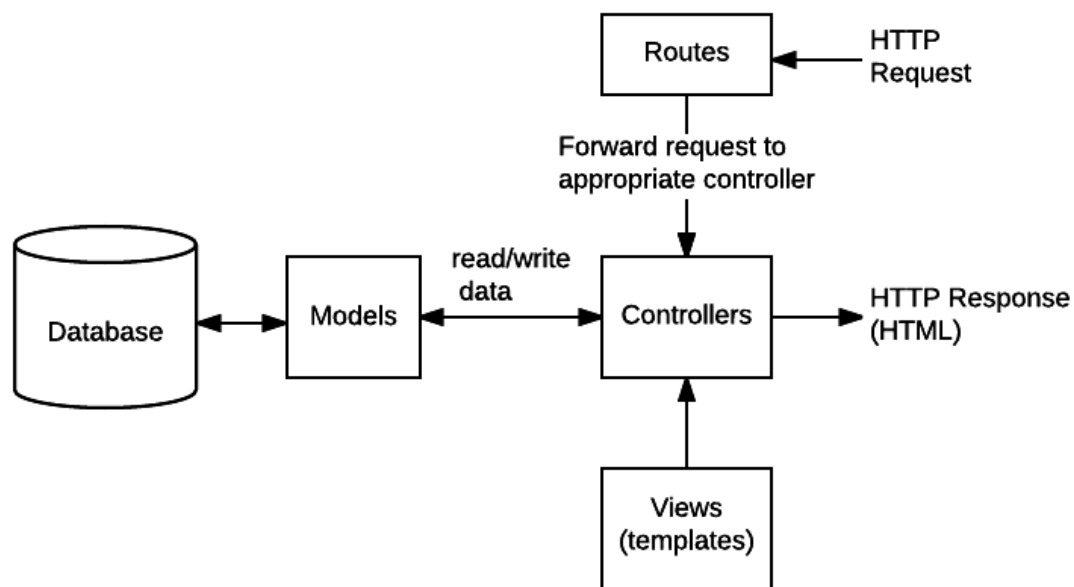 Routes
HTTP
Request
Forward request to
appropriate controller
Database
Models
read/write
data
Controllers
HTTP Response
(HTML)
Views
(templates)